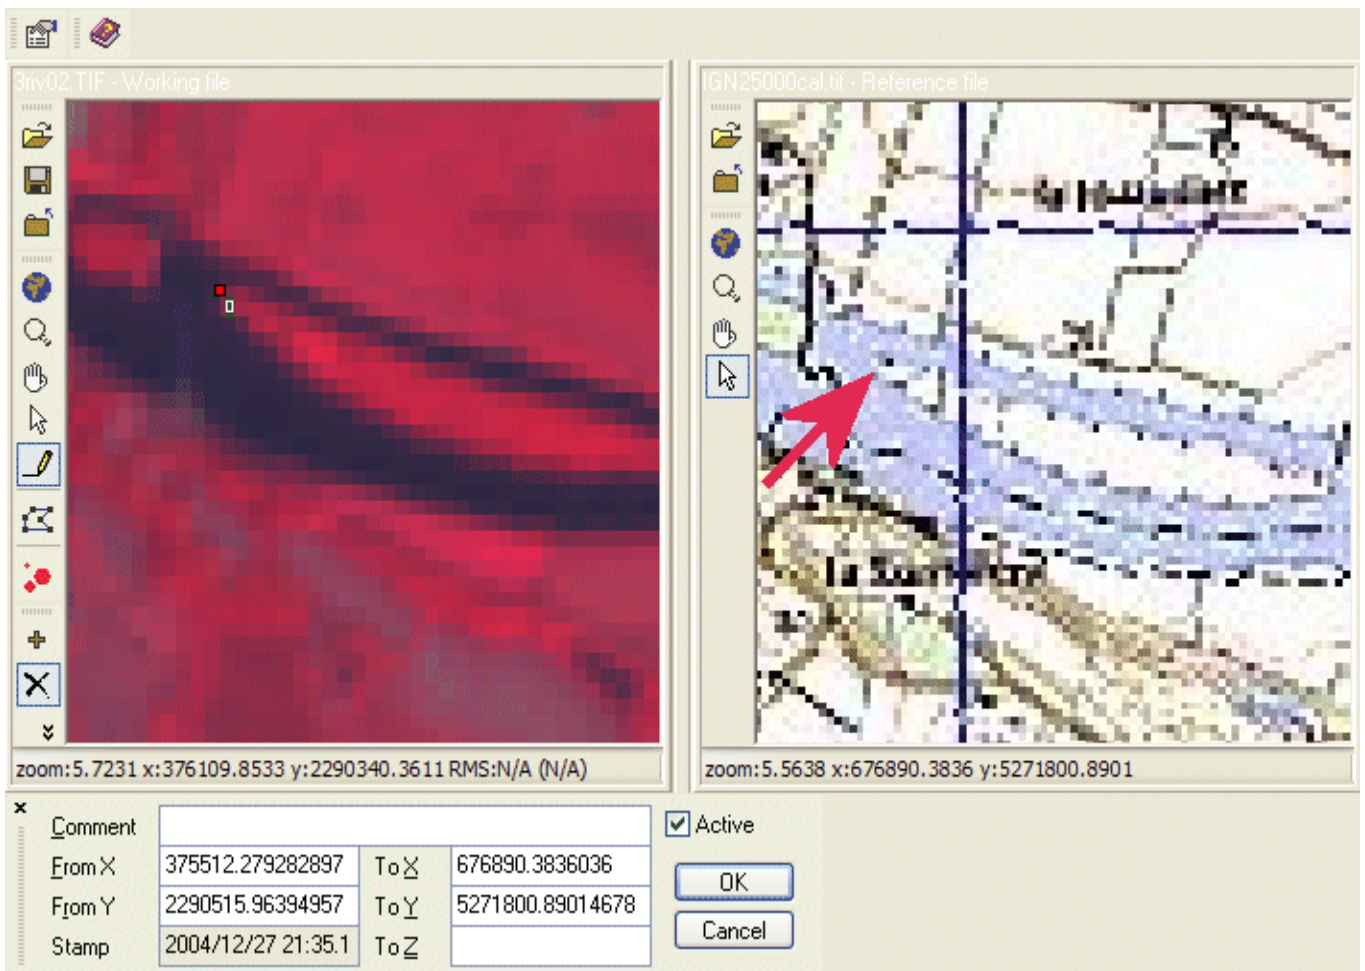 3riv02.TIF - Working file
IGN25000cal.tif - Reference file
zoom:5.7231 x:376109.8533 y:2290340.3611 RMS:N/A (N/A)
zoom:5.5638 x:676890.3836 y:5271800.8901
Comment
Active
From X 375512.279282897 To X 676890.3836036
OK
From Y 2290515.96394957 To Y 5271800.89014678
Cancel
Stamp 2004/12/27 21:35.1 To Z